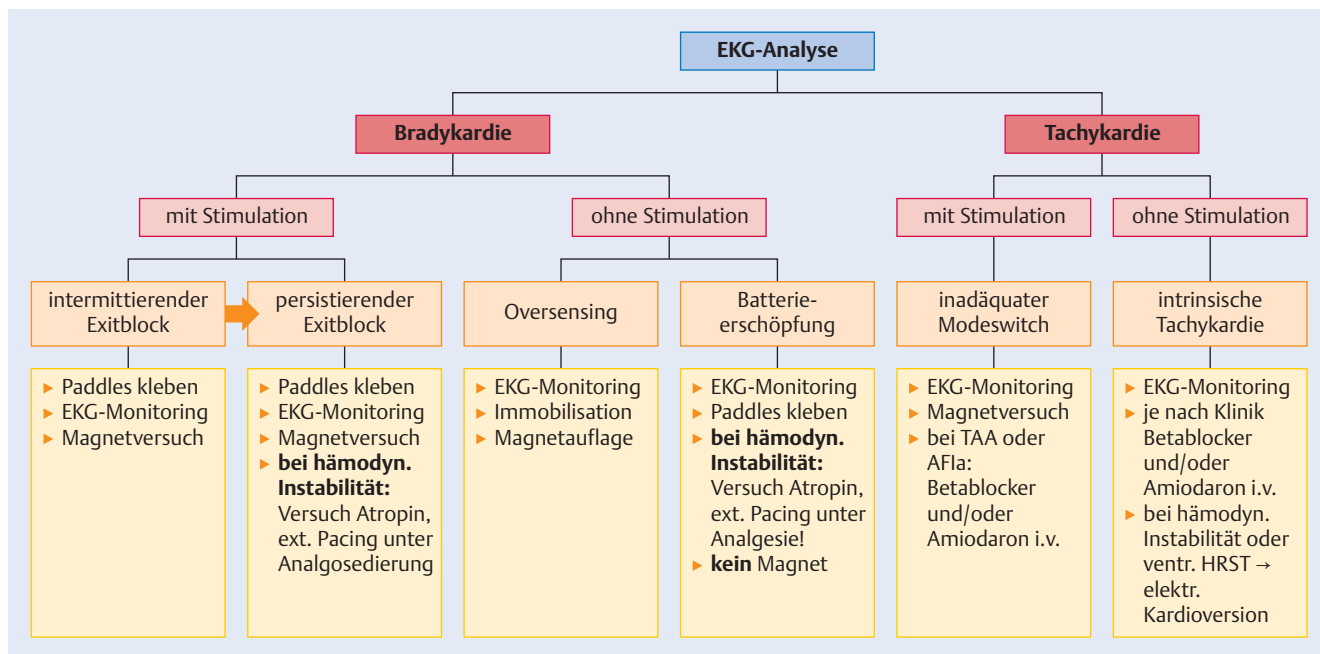 EKG-Analyse
Bradykardie
Tachykardie
mit Stimulation
ohne Stimulation
mit Stimulation
ohne Stimulation
intermittierender
Exitblock
persistierender
Exitblock
Oversensing
Batterie-
erschöpfung
inadäquater
Modeswitch
intrinsische
Tachykardie
► Paddles kleben
► EKG-Monitoring
► Magnetversuch
► Paddles kleben
► EKG-Monitoring
► Magnetversuch
► bei hämodyn.
Instabilität:
Versuch Atropin,
ext. Pacing unter
Analgosedierung
► EKG-Monitoring
► Immobilisation
► Magnetauflage
► EKG-Monitoring
► Paddles kleben
► bei hämodyn.
Instabilität:
Versuch Atropin,
ext. Pacing unter
Analgesie!
► kein Magnet
► EKG-Monitoring
► Magnetversuch
► bei TAA oder
AFla:
Betablocker
und/oder
Amiodaron i.v.
► EKG-Monitoring
► je nach Klinik
Betablocker
und/oder
Amiodaron i.v.
► bei hämodyn.
Instabilität oder
ventr. HRST →
elektr.
Kardioversion